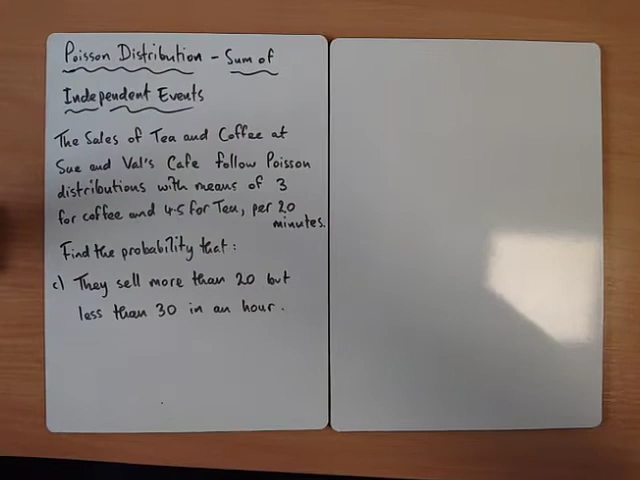 Poisson Distribution - Sum of
Independent Events
The Sales of Tea and Coffee at
Sue and Val's Cafe follow Poisson
distributions with means of 3
for coffee and 4.5 for Tea, per 20
minutes.
Find the probability that:
c) They sell more than 20 but
less than 30 in an hour.